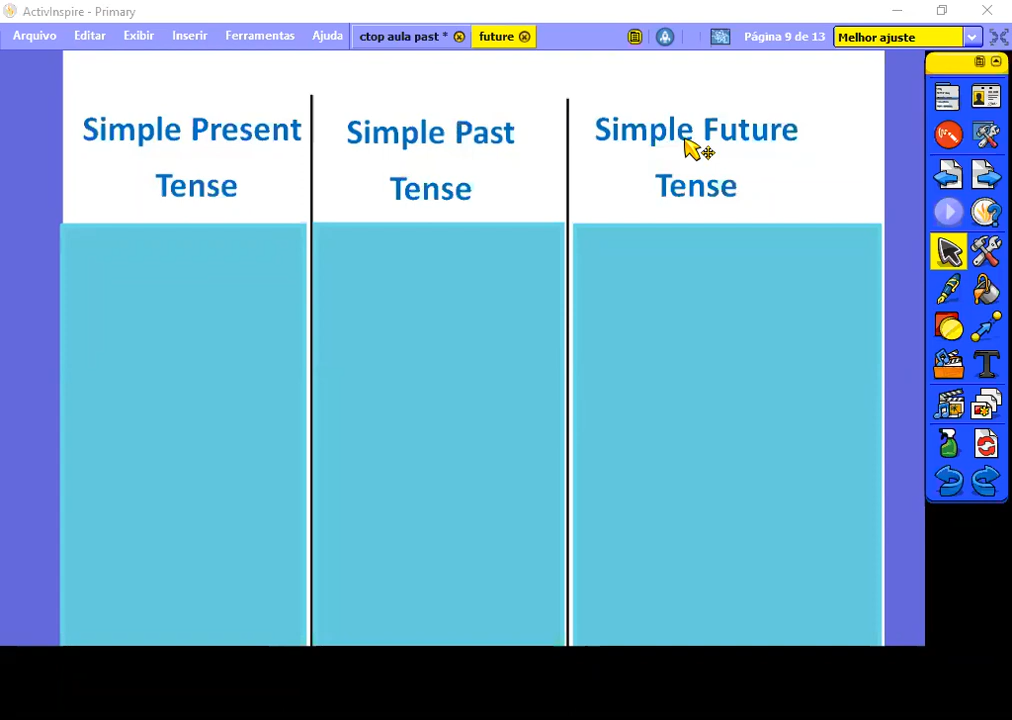 ActivInspire - Primary
Arquivo Editar Exibir Inserir Ferramentas Ajuda ctop aula past * future Página 9 de 13 Melhor ajuste
Simple Present
Tense
Simple Past
Tense
Simple Future
Tense